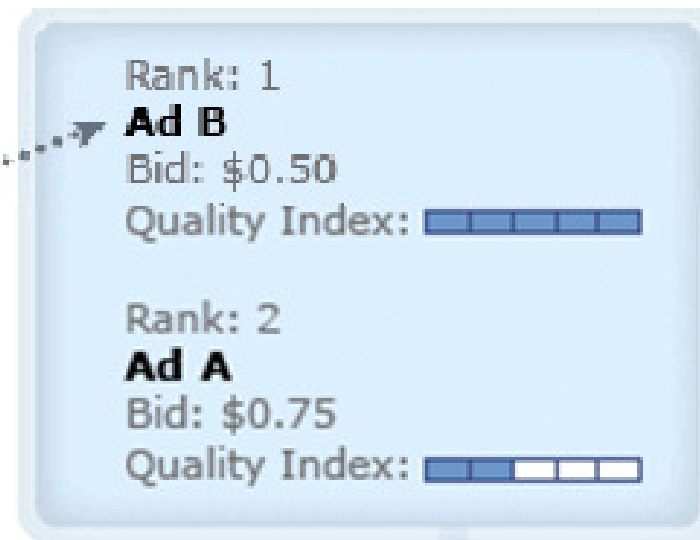 Rank: 1
Ad B
Bid: $0.50
Quality Index:
Rank: 2
Ad A
Bid: $0.75
Quality Index: